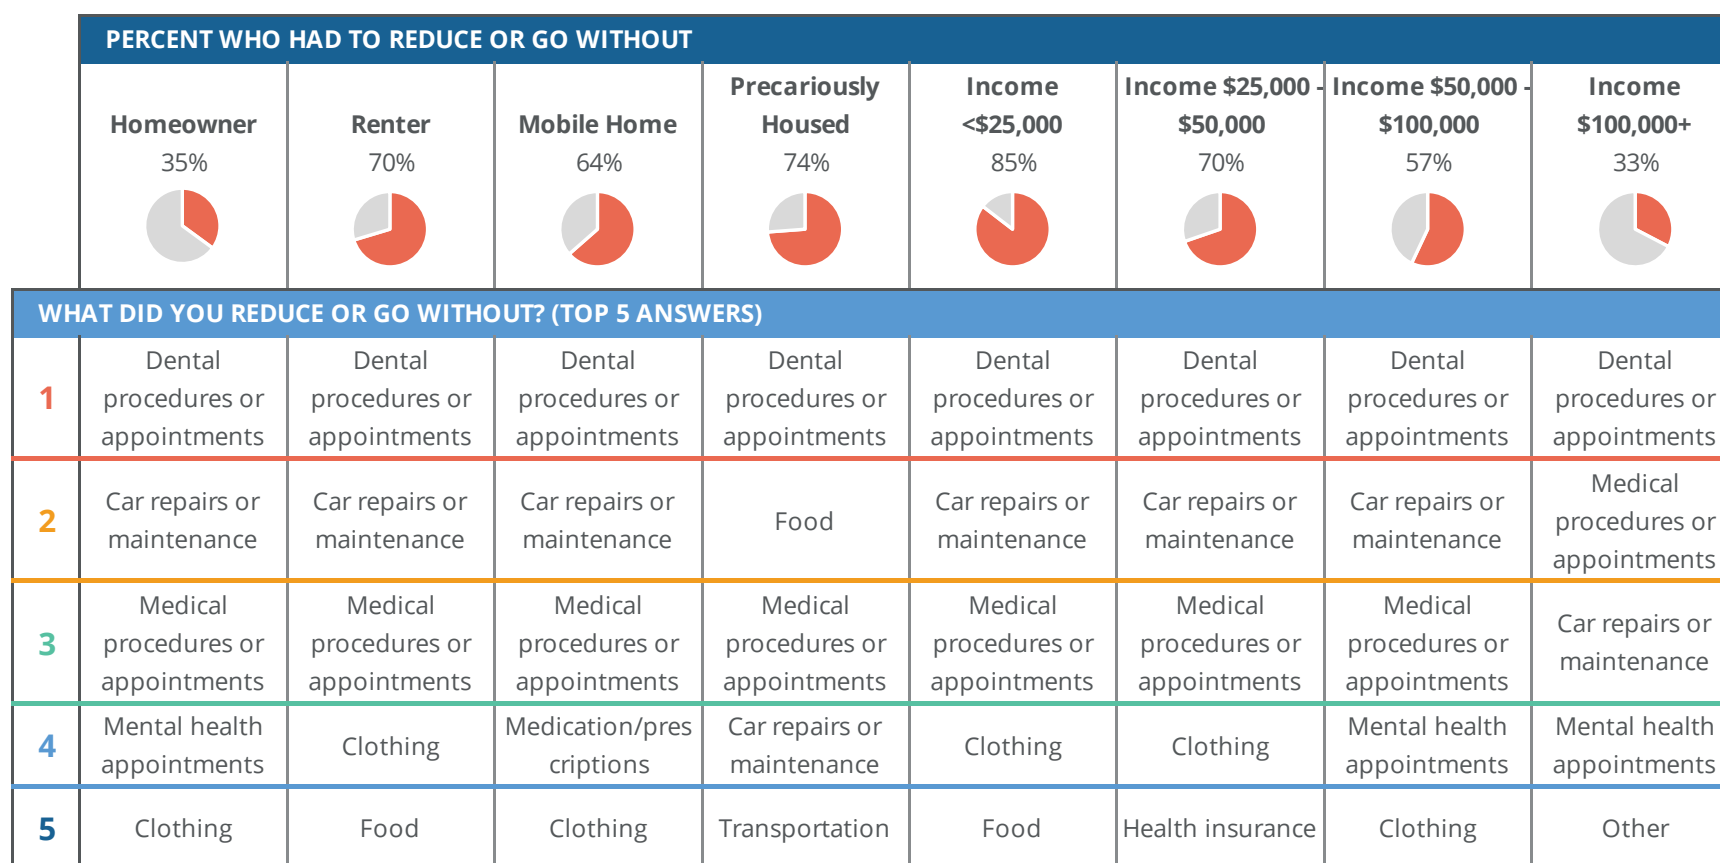 PERCENT WHO HAD TO REDUCE OR GO WITHOUT
Homeowner
35%
Renter
70%
Mobile Home
64%
Precariously
Housed
74%
Income
<$25,000
85%
Income $25,000 -
$50,000
70%
Income $50,000 -
$100,000
57%
Income
$100,000+
33%
WHAT DID YOU REDUCE OR GO WITHOUT? (TOP 5 ANSWERS)
1
Dental
procedures or
appointments
Dental
procedures or
appointments
Dental
procedures or
appointments
Dental
procedures or
appointments
Dental
procedures or
appointments
Dental
procedures or
appointments
Dental
procedures or
appointments
Dental
procedures or
appointments
2
Car repairs or
maintenance
Car repairs or
maintenance
Car repairs or
maintenance
Food
Car repairs or
maintenance
Car repairs or
maintenance
Car repairs or
maintenance
Medical
procedures or
appointments
3
Medical
procedures or
appointments
Medical
procedures or
appointments
Medical
procedures or
appointments
Medical
procedures or
appointments
Medical
procedures or
appointments
Medical
procedures or
appointments
Medical
procedures or
appointments
Car repairs or
maintenance
4
Mental health
appointments
Clothing
Medication/pres
criptions
Car repairs or
maintenance
Clothing
Clothing
Mental health
appointments
Mental health
appointments
5
Clothing
Food
Clothing
Transportation
Food
Health insurance
Clothing
Other